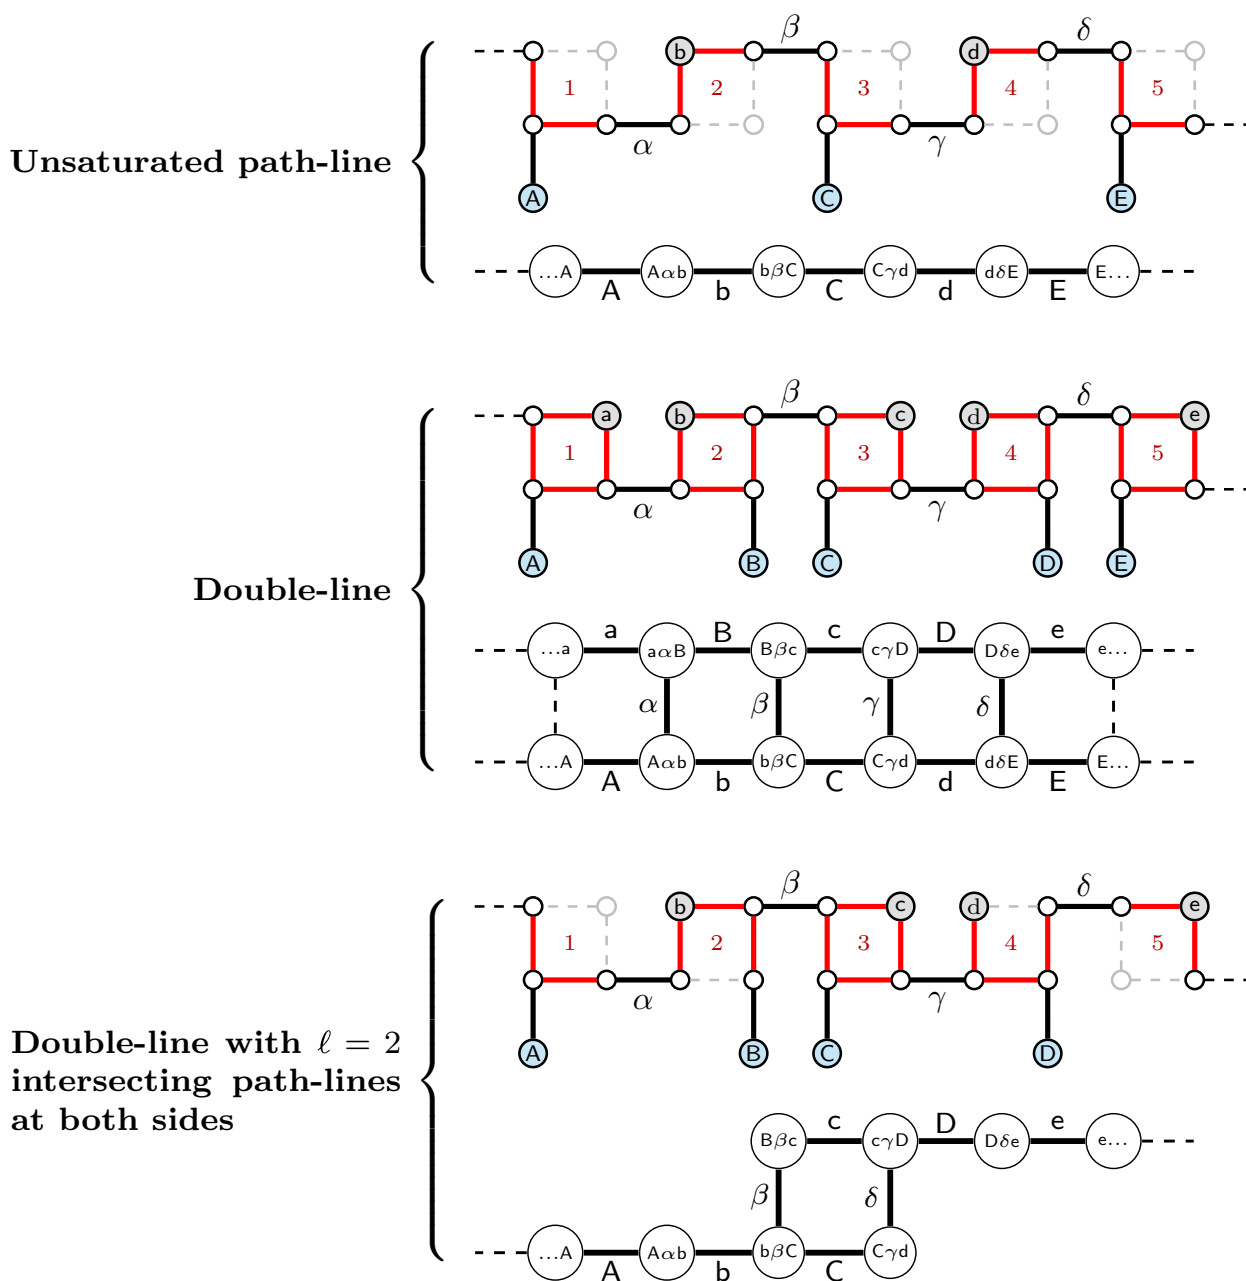 β δ
b d
1 2 3 4 5
α γ
Unsaturated path-line
A C E
...A Aαb bβC Cγd dδE E...
A b C d E
β δ
a b c d e
1 2 3 4 5
α γ
A B C D E
Double-line
a B c D e
...a aαB Bβc cγD Dδe e...
α β γ δ
...A Aαb bβC Cγd dδE E...
A b C d E
β δ
b c d e
1 2 3 4 5
α γ
Double-line with ℓ = 2
intersecting path-lines
at both sides
A B C D
c D e
Bβc cγD Dδe e...
β δ
...A Aαb bβC Cγd
A b C